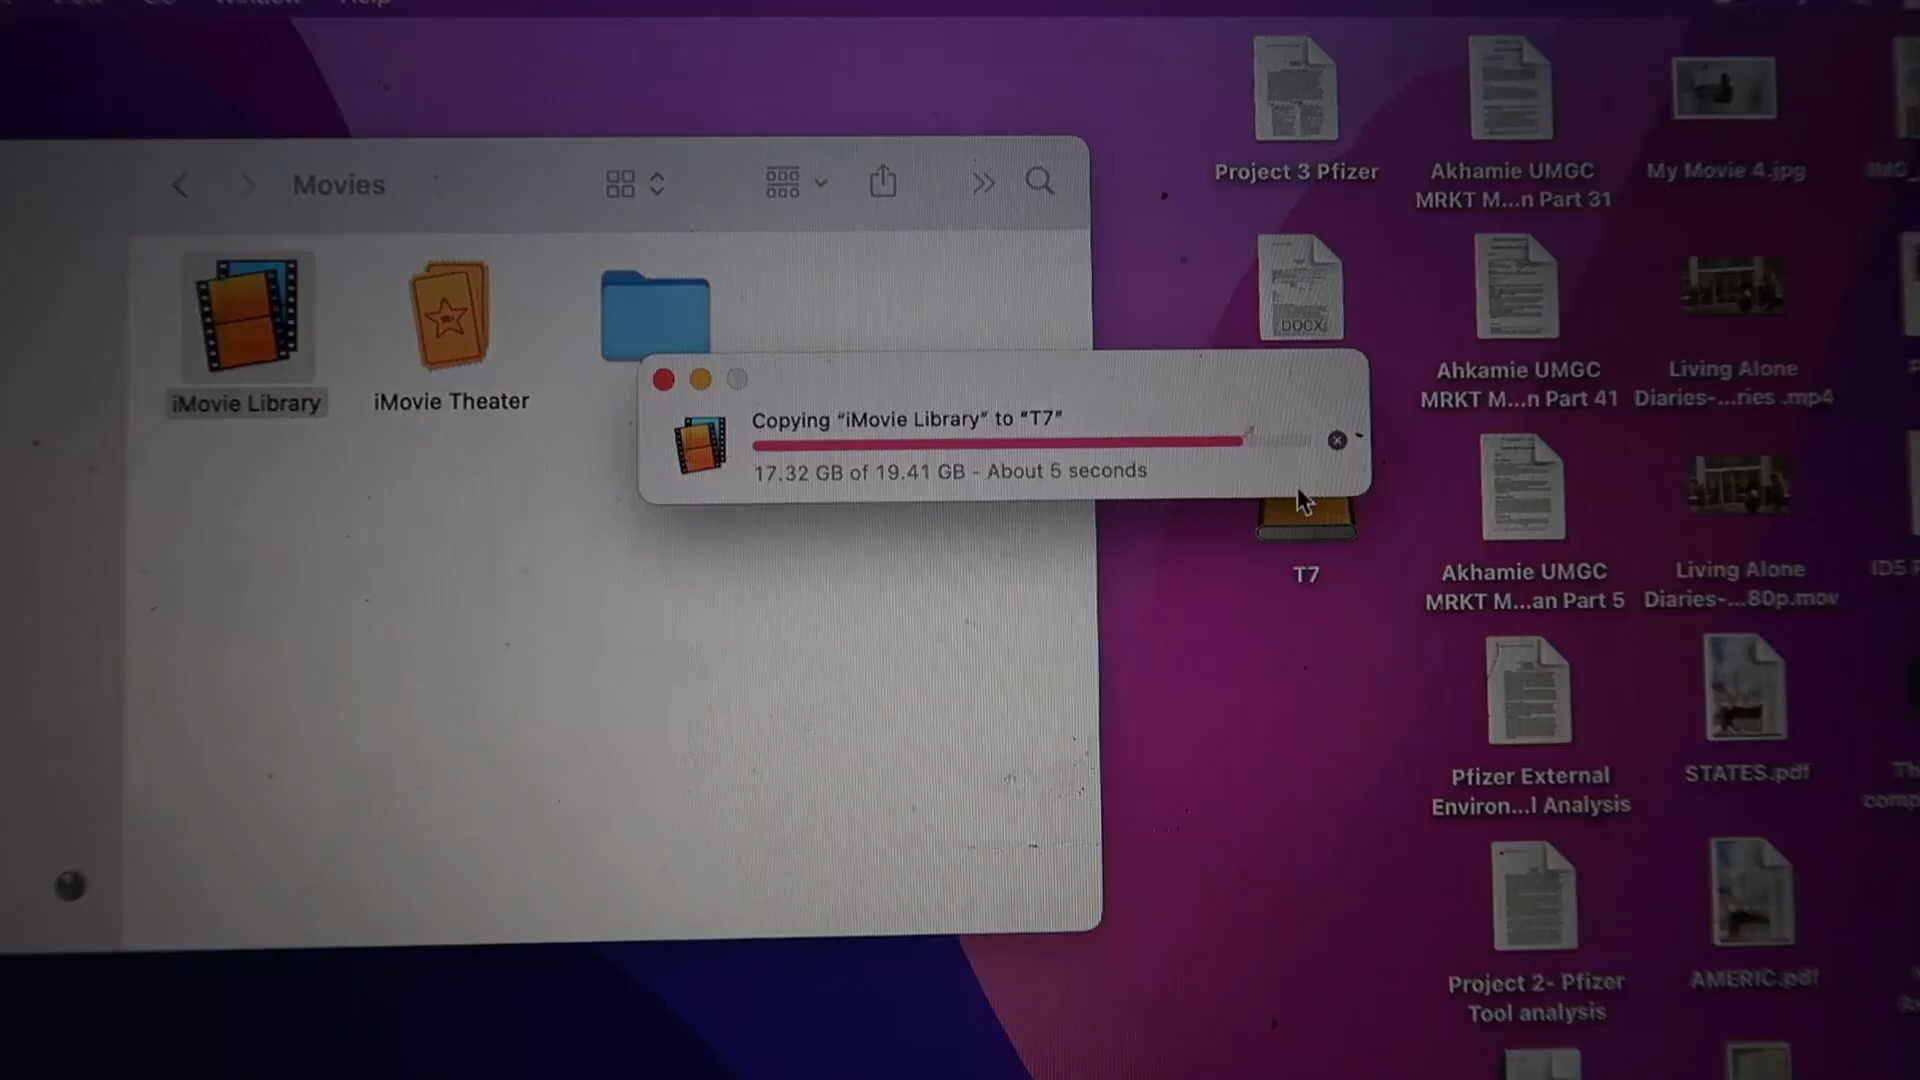 Window
Help
Movies
iMovie Library
iMovie Theater
Copying “iMovie Library” to “T7”
17.32 GB of 19.41 GB - About 5 seconds
T7
Project 3 Pfizer
DOCX
Akhamie UMGC
MRKT M...n Part 31
Ahkamie UMGC
MRKT M...n Part 41
Akhamie UMGC
MRKT M...an Part 5
Pfizer External
Environ...l Analysis
Project 2- Pfizer
Tool analysis
My Movie 4.jpg
Living Alone
Diaries-...ries .mp4
Living Alone
Diaries-...80p.mov
STATES.pdf
AMERIC.pdf